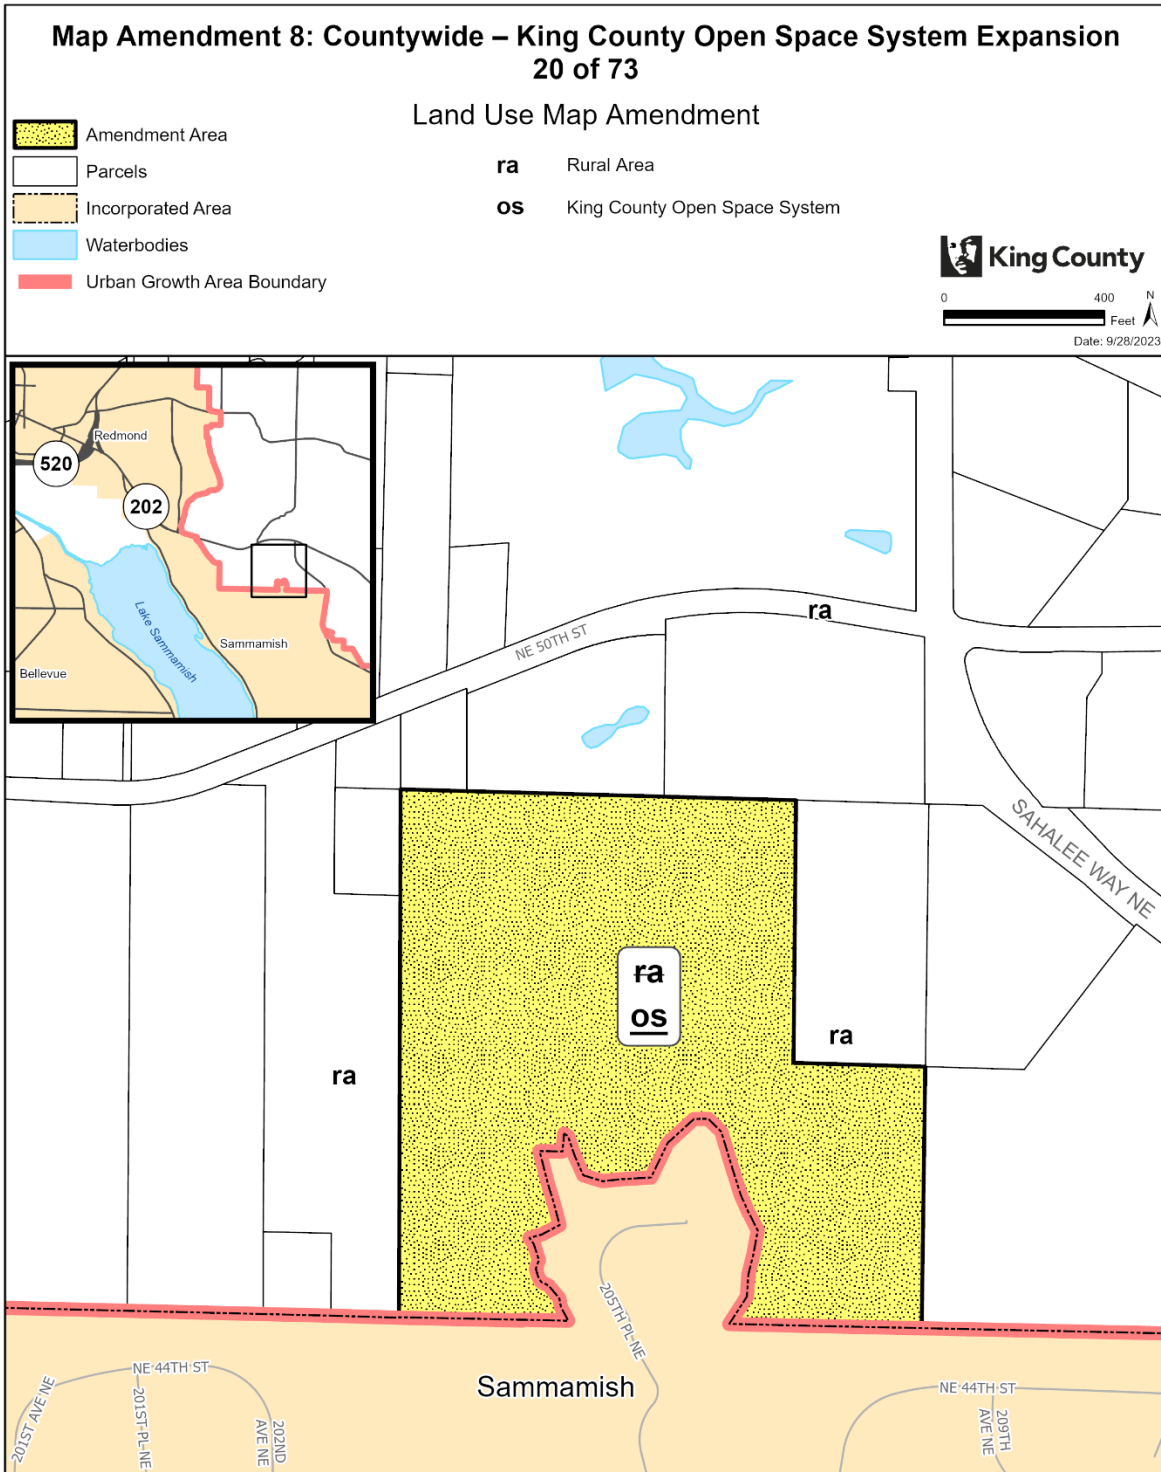 Map Amendment 8: Countywide – King County Open Space System Expansion
20 of 73
Land Use Map Amendment
Amendment Area
Parcels
Incorporated Area
Waterbodies
Urban Growth Area Boundary
ra Rural Area
os King County Open Space System
King County
0 400
Feet
N
Date: 9/28/2023
Redmond
520
202
Lake Sammamish
Sammamish
Bellevue
NE 50TH ST
ra
SAHALEE WAY NE
ra
os
ra
ra
205TH PL NE
Sammamish
NE 44TH ST
201ST AVE NE
201ST PL NE
202ND
AVE NE
NE 44TH ST
209TH
AVE NE